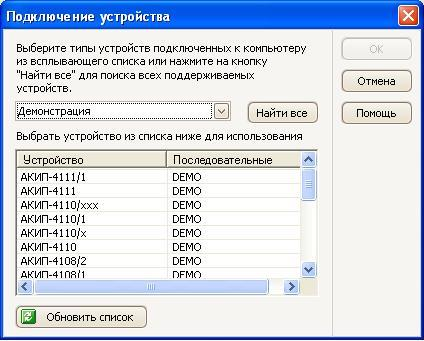 Подключение устройства
Выберите типы устройств подключенных к компьютеру
из всплывающего списка или нажмите на кнопку
"Найти все" для поиска всех поддерживаемых
устройств.
OK
Отмена
Помощь
Демонстрация
Найти все
Выбрать устройство из списка ниже для использования
Устройство Последовательные
АКИП-4111/1 DEMO
АКИП-4111 DEMO
АКИП-4110/xxx DEMO
АКИП-4110/1 DEMO
АКИП-4110/x DEMO
АКИП-4110 DEMO
АКИП-4108/2 DEMO
АКИП-4108/1 DEMO
Обновить список